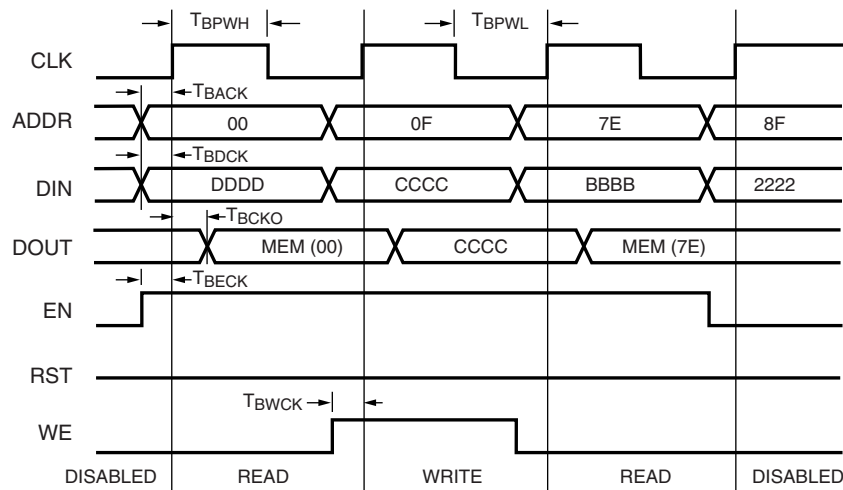 TBPWH TBPWL
CLK
TBACK
ADDR 00 0F 7E 8F
TBDCK
DIN DDDD CCCC BBBB 2222
TBCKO
DOUT MEM (00) CCCC MEM (7E)
TBECK
EN
RST
TBWCK
WE
DISABLED READ WRITE READ DISABLED